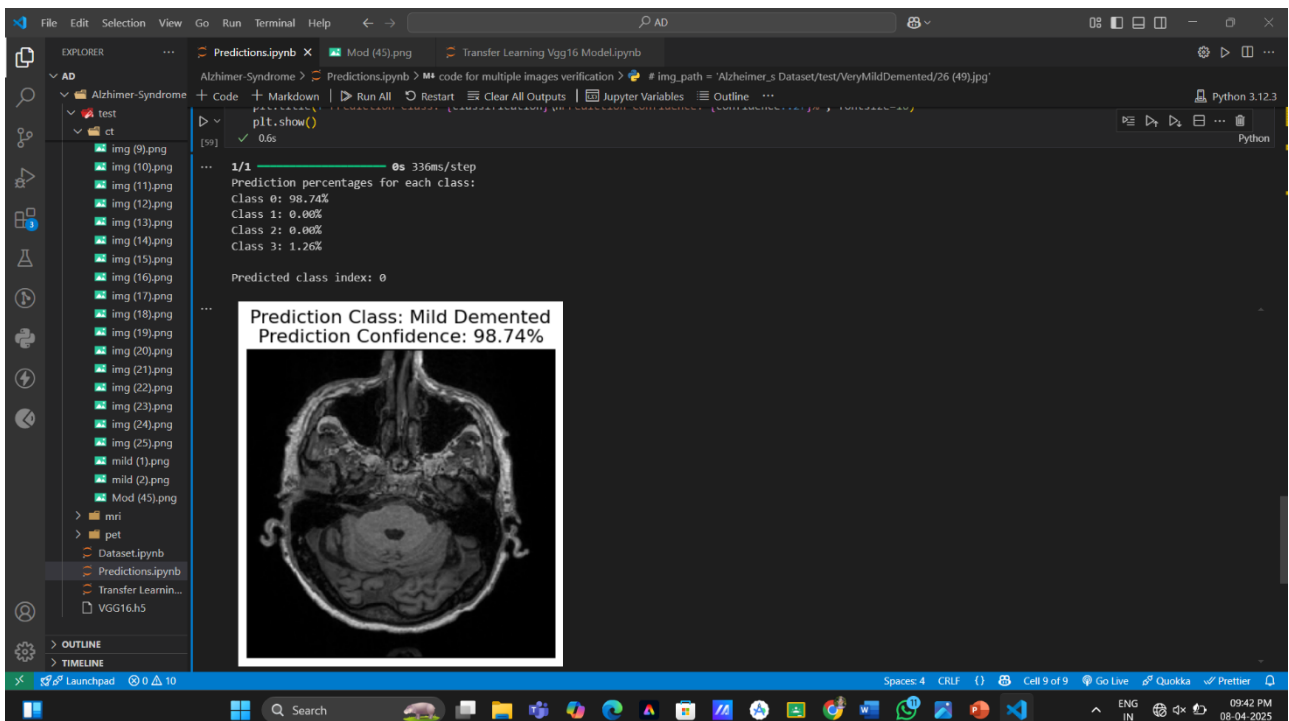 File Edit Selection View Go Run Terminal Help
AD
EXPLORER
AD
Alzhimer-Syndrome
test
ct
img (9).png
img (10).png
img (11).png
img (12).png
img (13).png
img (14).png
img (15).png
img (16).png
img (17).png
img (18).png
img (19).png
img (20).png
img (21).png
img (22).png
img (23).png
img (24).png
img (25).png
mild (1).png
mild (2).png
Mod (45).png
mri
pet
Dataset.ipynb
Predictions.ipynb
Transfer Learnin...
VGG16.h5
OUTLINE
TIMELINE
3
Predictions.ipynb
Mod (45).png
Transfer Learning Vgg16 Model.ipynb
Alzhimer-Syndrome > Predictions.ipynb > M↓ code for multiple images verification > # img_path = 'Alzheimer_s Dataset/test/VeryMildDemented/26 (49).jpg'
+ Code + Markdown Run All Restart Clear All Outputs Jupyter Variables Outline ...
Python 3.12.3
plt.show()
[59] 0.6s
Python
1/1 0s 336ms/step
Prediction percentages for each class:
Class 0: 98.74%
Class 1: 0.00%
Class 2: 0.00%
Class 3: 1.26%
Predicted class index: 0
Prediction Class: Mild Demented
Prediction Confidence: 98.74%
Launchpad 0 10
Spaces: 4 CRLF {} Cell 9 of 9 Go Live Quokka Prettier
Search
ENG
IN
09:42 PM
08-04-2025